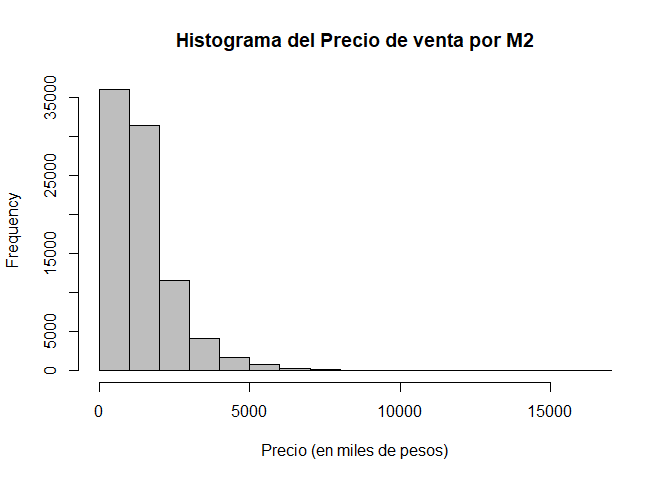 Histograma del Precio de venta por M2
Frequency
35000
25000
15000
5000
0
0 5000 10000 15000
Precio (en miles de pesos)